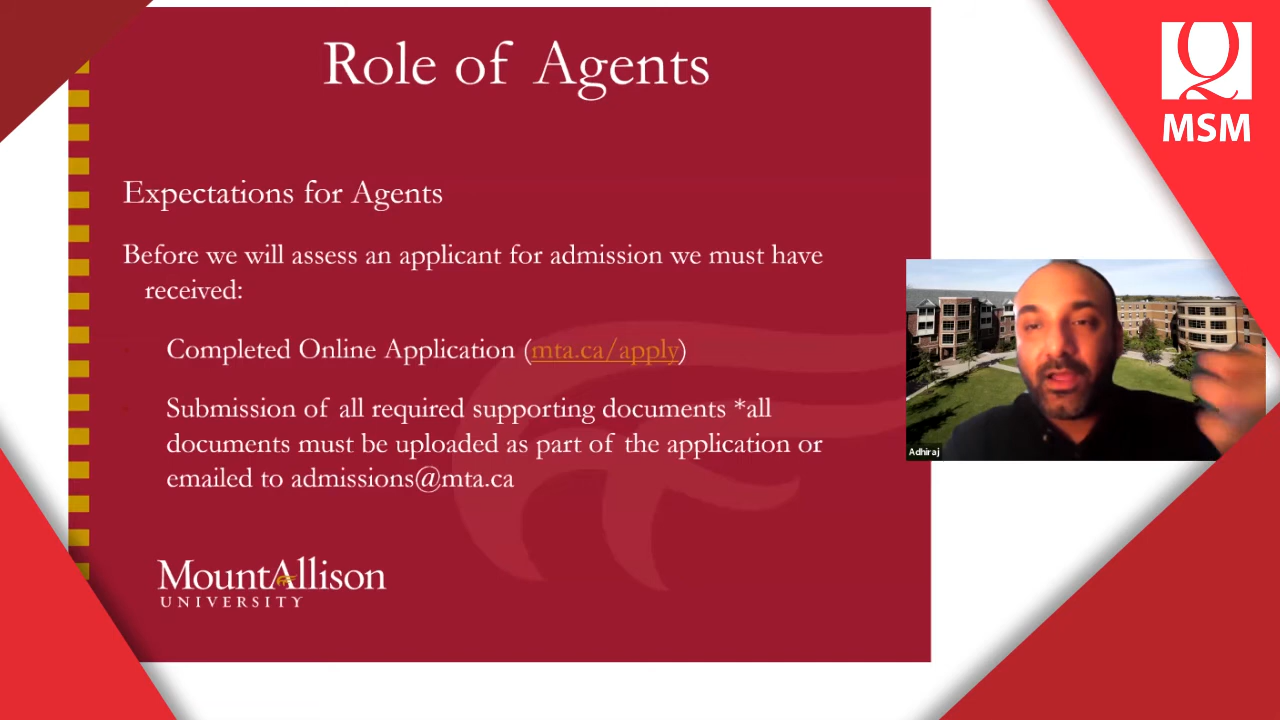 Role of Agents
Expectations for Agents
Before we will assess an applicant for admission we must have
received:
Completed Online Application (mta.ca/apply)
Submission of all required supporting documents *all
documents must be uploaded as part of the application or
emailed to admissions@mta.ca
MountAllison
UNIVERSITY
MSM
Adhiraj